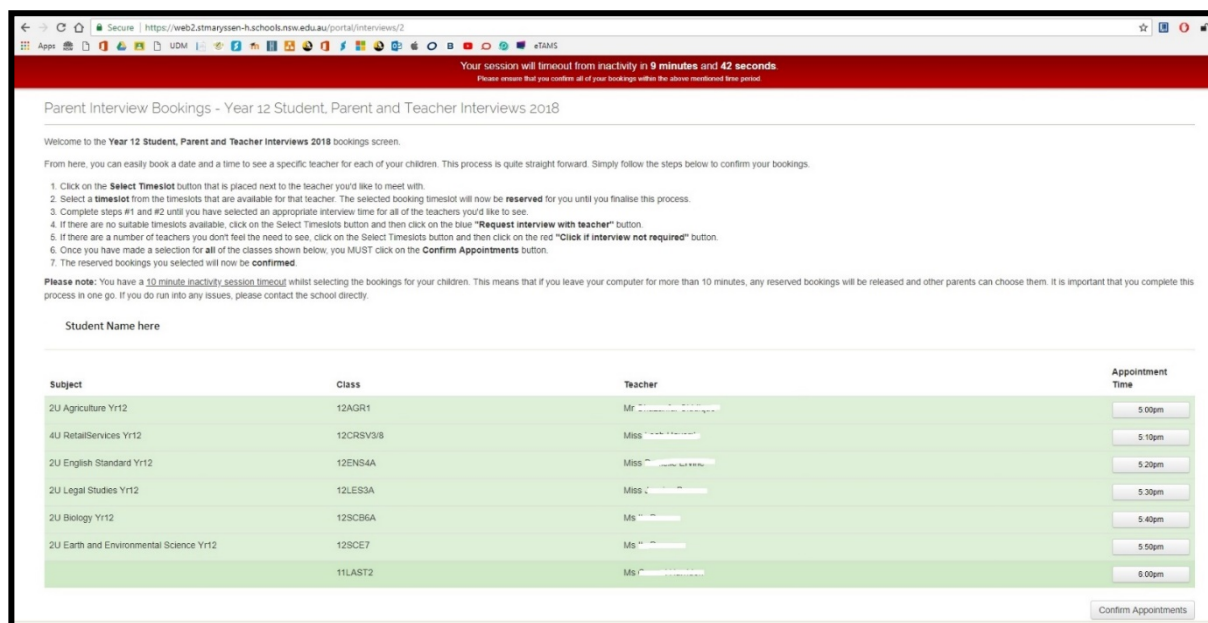 Secure | https://web2.stmaryssen-h.schools.nsw.edu.au/portal/interviews/2
Apps UDM eTAMS
Your session will timeout from inactivity in 9 minutes and 42 seconds.
Please ensure that you confirm all of your bookings within the above mentioned time period.
Parent Interview Bookings - Year 12 Student, Parent and Teacher Interviews 2018
Welcome to the Year 12 Student, Parent and Teacher Interviews 2018 bookings screen.
From here, you can easily book a date and a time to see a specific teacher for each of your children. This process is quite straight forward. Simply follow the steps below to confirm your bookings.
1. Click on the Select Timeslot button that is placed next to the teacher you'd like to meet with.
2. Select a timeslot from the timeslots that are available for that teacher. The selected booking timeslot will now be reserved for you until you finalise this process.
3. Complete steps #1 and #2 until you have selected an appropriate interview time for all of the teachers you'd like to see.
4. If there are no suitable timeslots available, click on the Select Timeslots button and then click on the blue "Request interview with teacher" button.
5. If there are a number of teachers you don't feel the need to see, click on the Select Timeslots button and then click on the red "Click if interview not required" button.
6. Once you have made a selection for all of the classes shown below, you MUST click on the Confirm Appointments button.
7. The reserved bookings you selected will now be confirmed.
Please note: You have a 10 minute inactivity session timeout whilst selecting the bookings for your children. This means that if you leave your computer for more than 10 minutes, any reserved bookings will be released and other parents can choose them. It is important that you complete this
process in one go. If you do run into any issues, please contact the school directly.
Student Name here
Subject Class Teacher Appointment Time
2U Agriculture Yr12 12AGR1 Mr 5:00pm
4U RetailServices Yr12 12CRSV3/8 Miss 5:10pm
2U English Standard Yr12 12ENS4A Miss 5:20pm
2U Legal Studies Yr12 12LES3A Miss 5:30pm
2U Biology Yr12 12SCB6A Ms 5:40pm
2U Earth and Environmental Science Yr12 12SCE7 Ms 5:50pm
11LAST2 Ms 6:00pm
Confirm Appointments